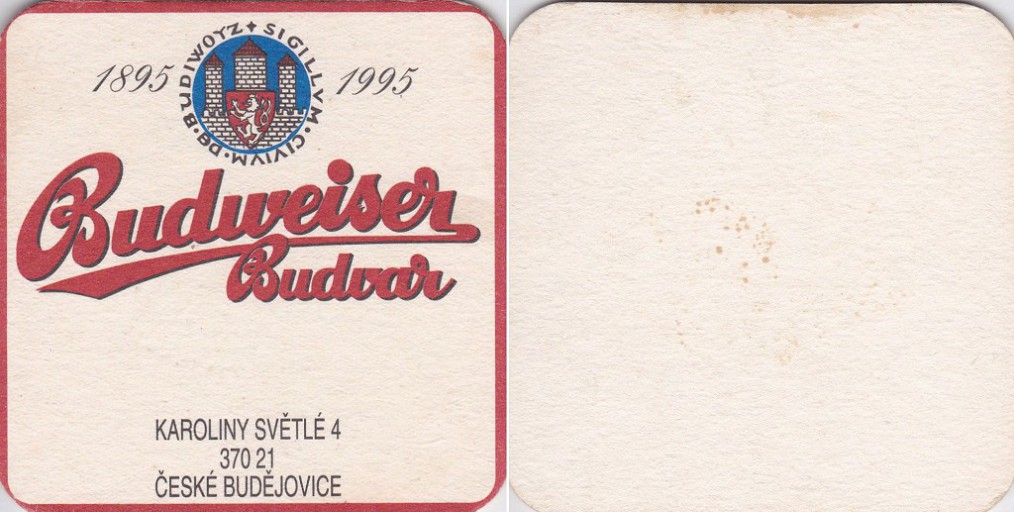 SIGILLVM · CIVIVM · DE · BUDIWOYZ
1895 1995
Budweiser
Budvar
KAROLINY SVĚTLÉ 4
370 21
ČESKÉ BUDĚJOVICE